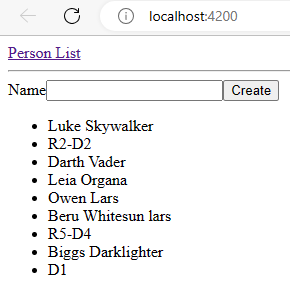 localhost:4200
Person List
Name Create
Luke Skywalker
R2-D2
Darth Vader
Leia Organa
Owen Lars
Beru Whitesun lars
R5-D4
Biggs Darklighter
D1